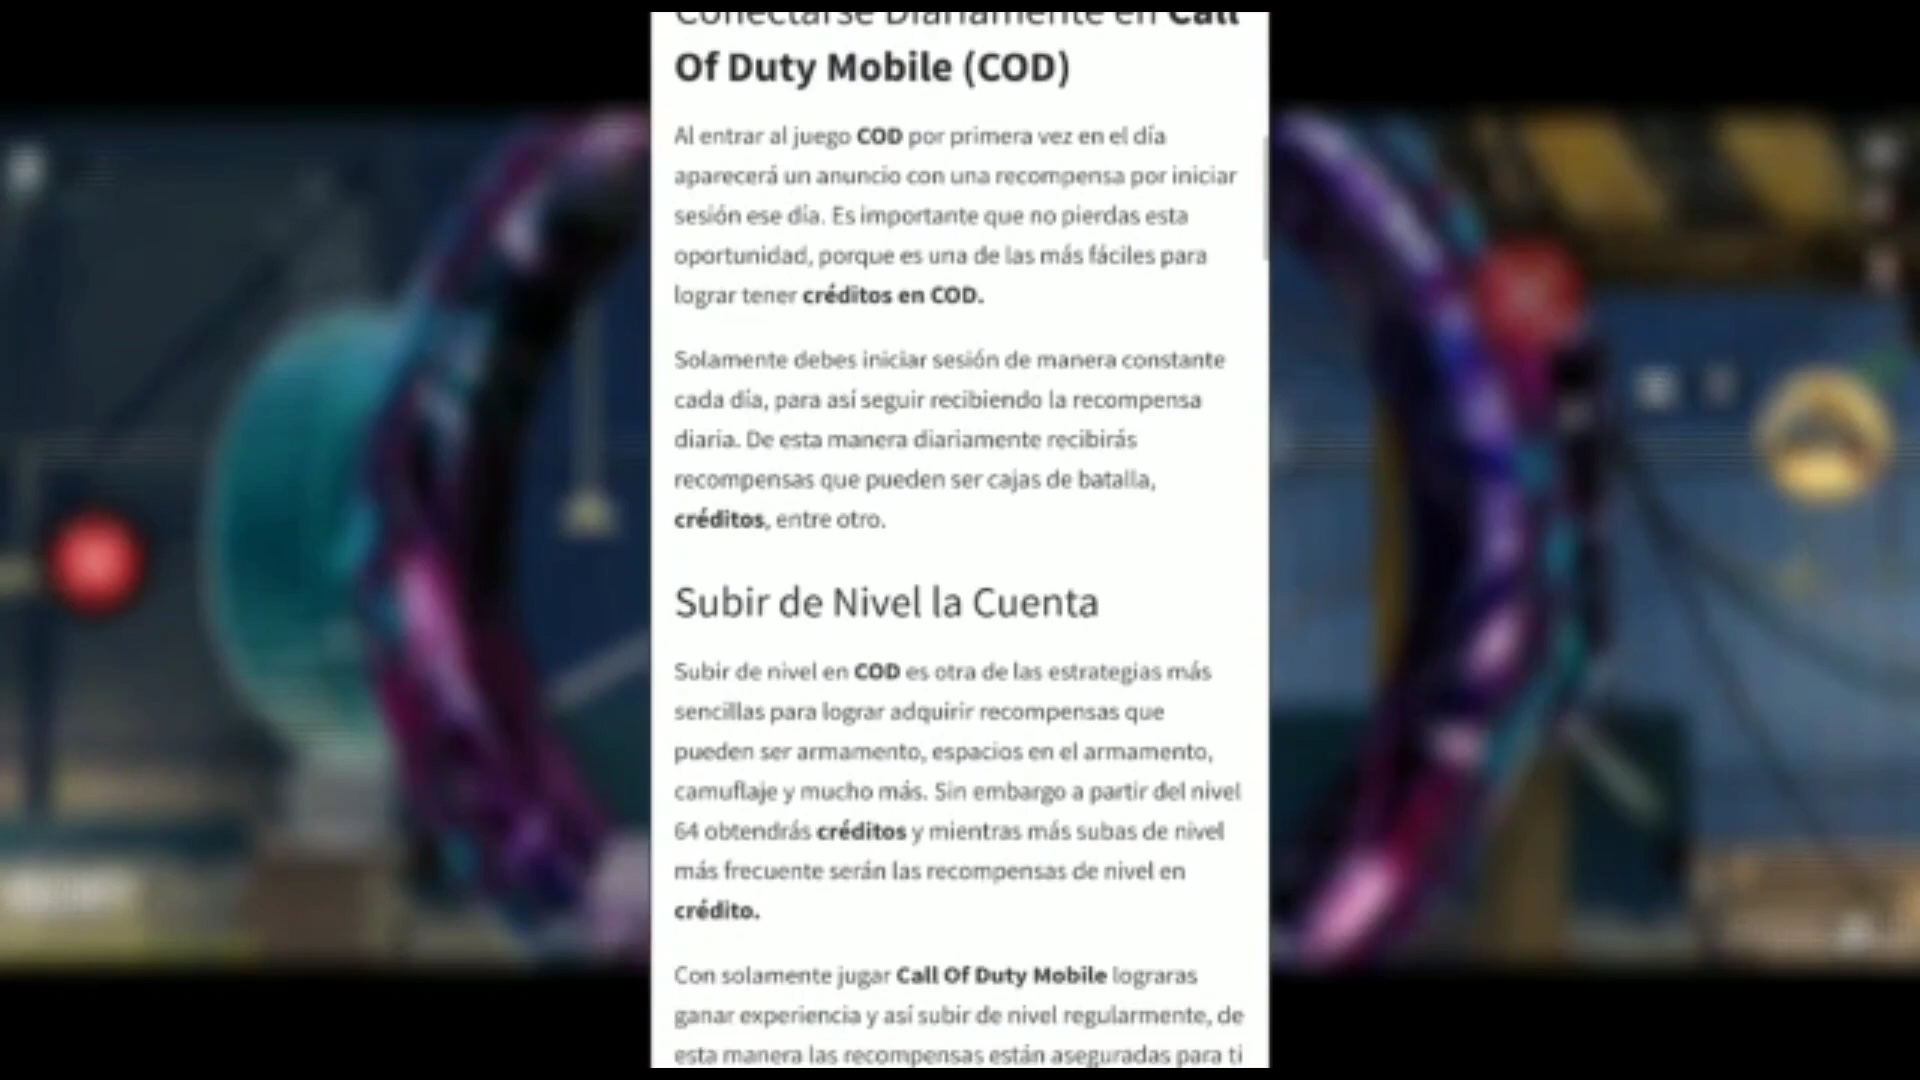 Conectarse Diariamente en Call
Of Duty Mobile (COD)
Al entrar al juego COD por primera vez en el día
aparecerá un anuncio con una recompensa por iniciar
sesión ese día. Es importante que no pierdas esta
oportunidad, porque es una de las más fáciles para
lograr tener créditos en COD.
Solamente debes iniciar sesión de manera constante
cada día, para así seguir recibiendo la recompensa
diaria. De esta manera diariamente recibirás
recompensas que pueden ser cajas de batalla,
créditos, entre otro.
Subir de Nivel la Cuenta
Subir de nivel en COD es otra de las estrategias más
sencillas para lograr adquirir recompensas que
pueden ser armamento, espacios en el armamento,
camuflaje y mucho más. Sin embargo a partir del nivel
64 obtendrás créditos y mientras más subas de nivel
más frecuente serán las recompensas de nivel en
crédito.
Con solamente jugar Call Of Duty Mobile lograras
ganar experiencia y así subir de nivel regularmente, de
esta manera las recompensas están aseguradas para ti